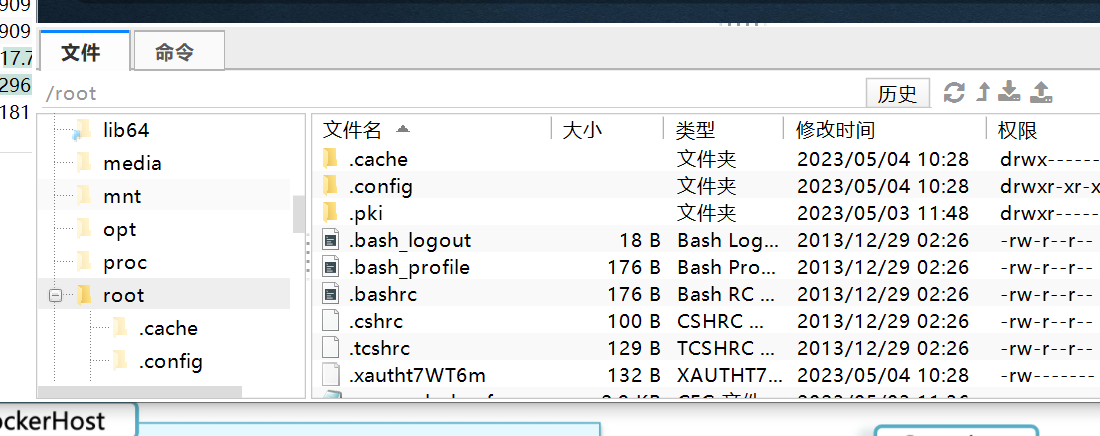 909
909
17.7
296
181
文件 命令
/root 历史
文件名 大小 类型 修改时间 权限
lib64
media
mnt
opt
proc
root
.cache
.config
.cache 文件夹 2023/05/04 10:28 drwx------
.config 文件夹 2023/05/04 10:28 drwxr-xr-x
.pki 文件夹 2023/05/03 11:48 drwxr-----
.bash_logout 18 B Bash Log... 2013/12/29 02:26 -rw-r--r--
.bash_profile 176 B Bash Pro... 2013/12/29 02:26 -rw-r--r--
.bashrc 176 B Bash RC ... 2013/12/29 02:26 -rw-r--r--
.cshrc 100 B CSHRC ... 2013/12/29 02:26 -rw-r--r--
.tcshrc 129 B TCSHRC ... 2013/12/29 02:26 -rw-r--r--
.xautht7WT6m 132 B XAUTHT7... 2023/05/04 10:28 -rw-------
ockerHost